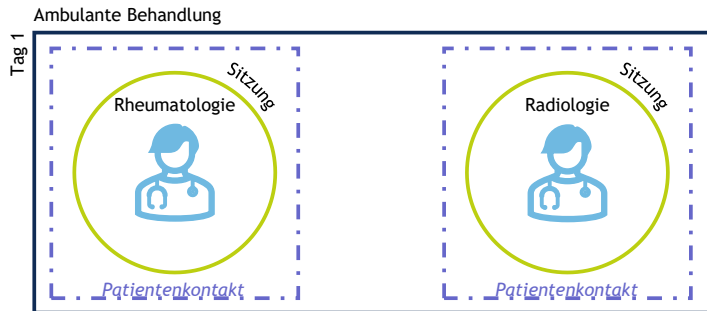 Ambulante Behandlung
Tag 1
Sitzung
Rheumatologie
Patientenkontakt
Sitzung
Radiologie
Patientenkontakt